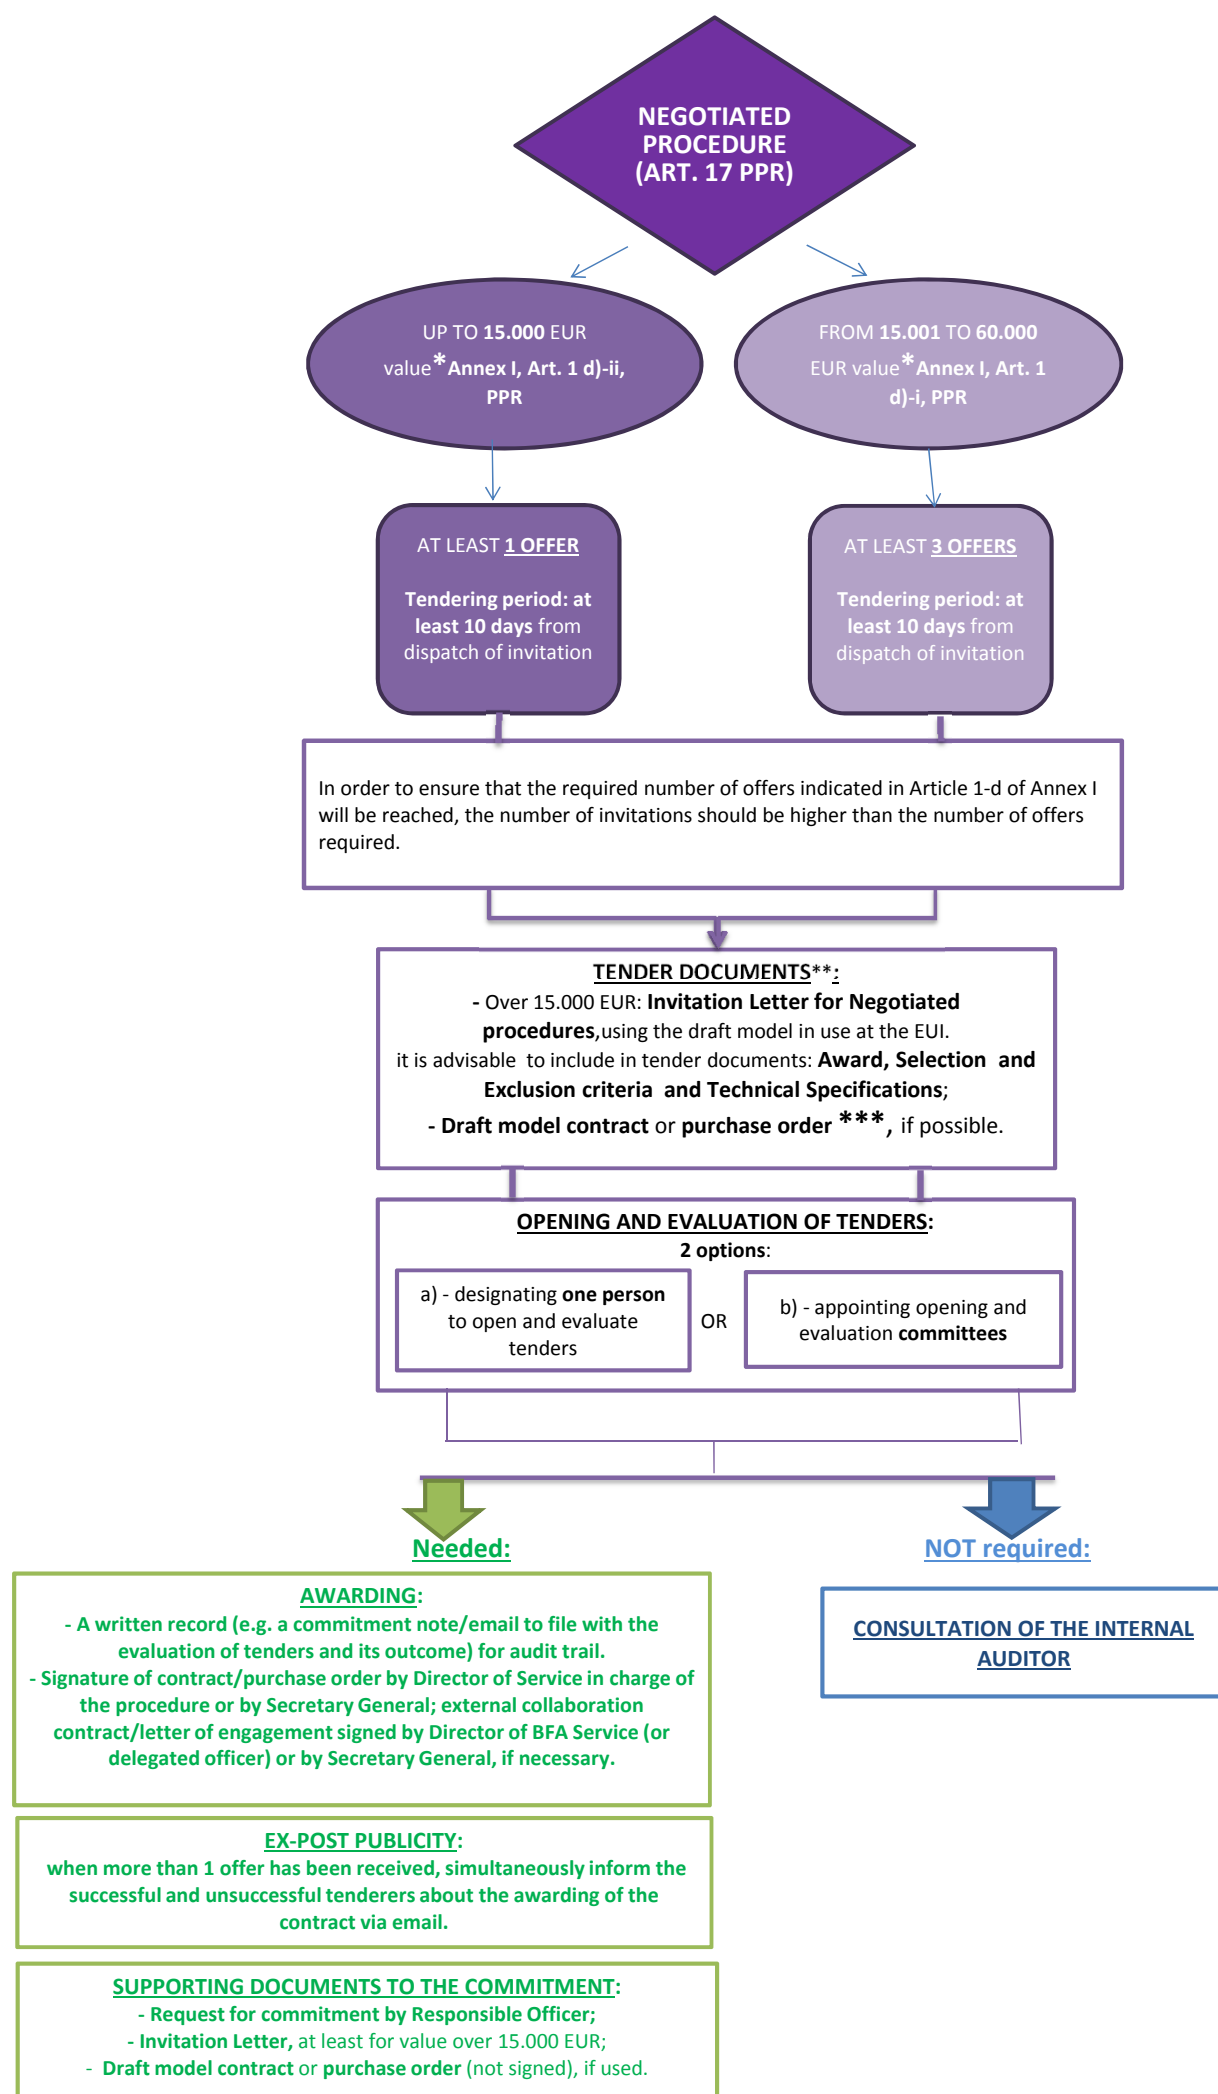 NEGOTIATED
PROCEDURE
(ART. 17 PPR)
UP TO 15.000 EUR
value*Annex I, Art. 1 d)-ii,
PPR
FROM 15.001 TO 60.000
EUR value*Annex I, Art. 1
d)-i, PPR
AT LEAST 1 OFFER
Tendering period: at
least 10 days from
dispatch of invitation
AT LEAST 3 OFFERS
Tendering period: at
least 10 days from
dispatch of invitation
In order to ensure that the required number of offers indicated in Article 1-d of Annex I
will be reached, the number of invitations should be higher than the number of offers
required.
TENDER DOCUMENTS**:
- Over 15.000 EUR: Invitation Letter for Negotiated
procedures,using the draft model in use at the EUI.
it is advisable to include in tender documents: Award, Selection and
Exclusion criteria and Technical Specifications;
- Draft model contract or purchase order ***, if possible.
OPENING AND EVALUATION OF TENDERS:
2 options:
a) - designating one person
to open and evaluate
tenders
OR
b) - appointing opening and
evaluation committees
Needed:
NOT required:
AWARDING:
- A written record (e.g. a commitment note/email to file with the
evaluation of tenders and its outcome) for audit trail.
- Signature of contract/purchase order by Director of Service in charge of
the procedure or by Secretary General; external collaboration
contract/letter of engagement signed by Director of BFA Service (or
delegated officer) or by Secretary General, if necessary.
CONSULTATION OF THE INTERNAL
AUDITOR
EX-POST PUBLICITY:
when more than 1 offer has been received, simultaneously inform the
successful and unsuccessful tenderers about the awarding of the
contract via email.
SUPPORTING DOCUMENTS TO THE COMMITMENT:
- Request for commitment by Responsible Officer;
- Invitation Letter, at least for value over 15.000 EUR;
- Draft model contract or purchase order (not signed), if used.